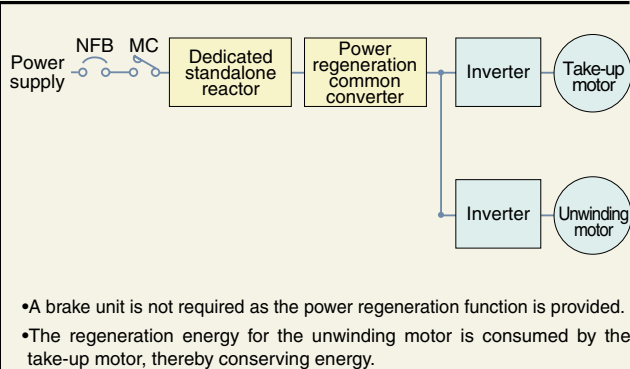 NFB MC
Power
supply
Dedicated
standalone
reactor
Power
regeneration
common
converter
Inverter
Take-up
motor
Inverter
Unwinding
motor
•A brake unit is not required as the power regeneration function is provided.
•The regeneration energy for the unwinding motor is consumed by the
take-up motor, thereby conserving energy.